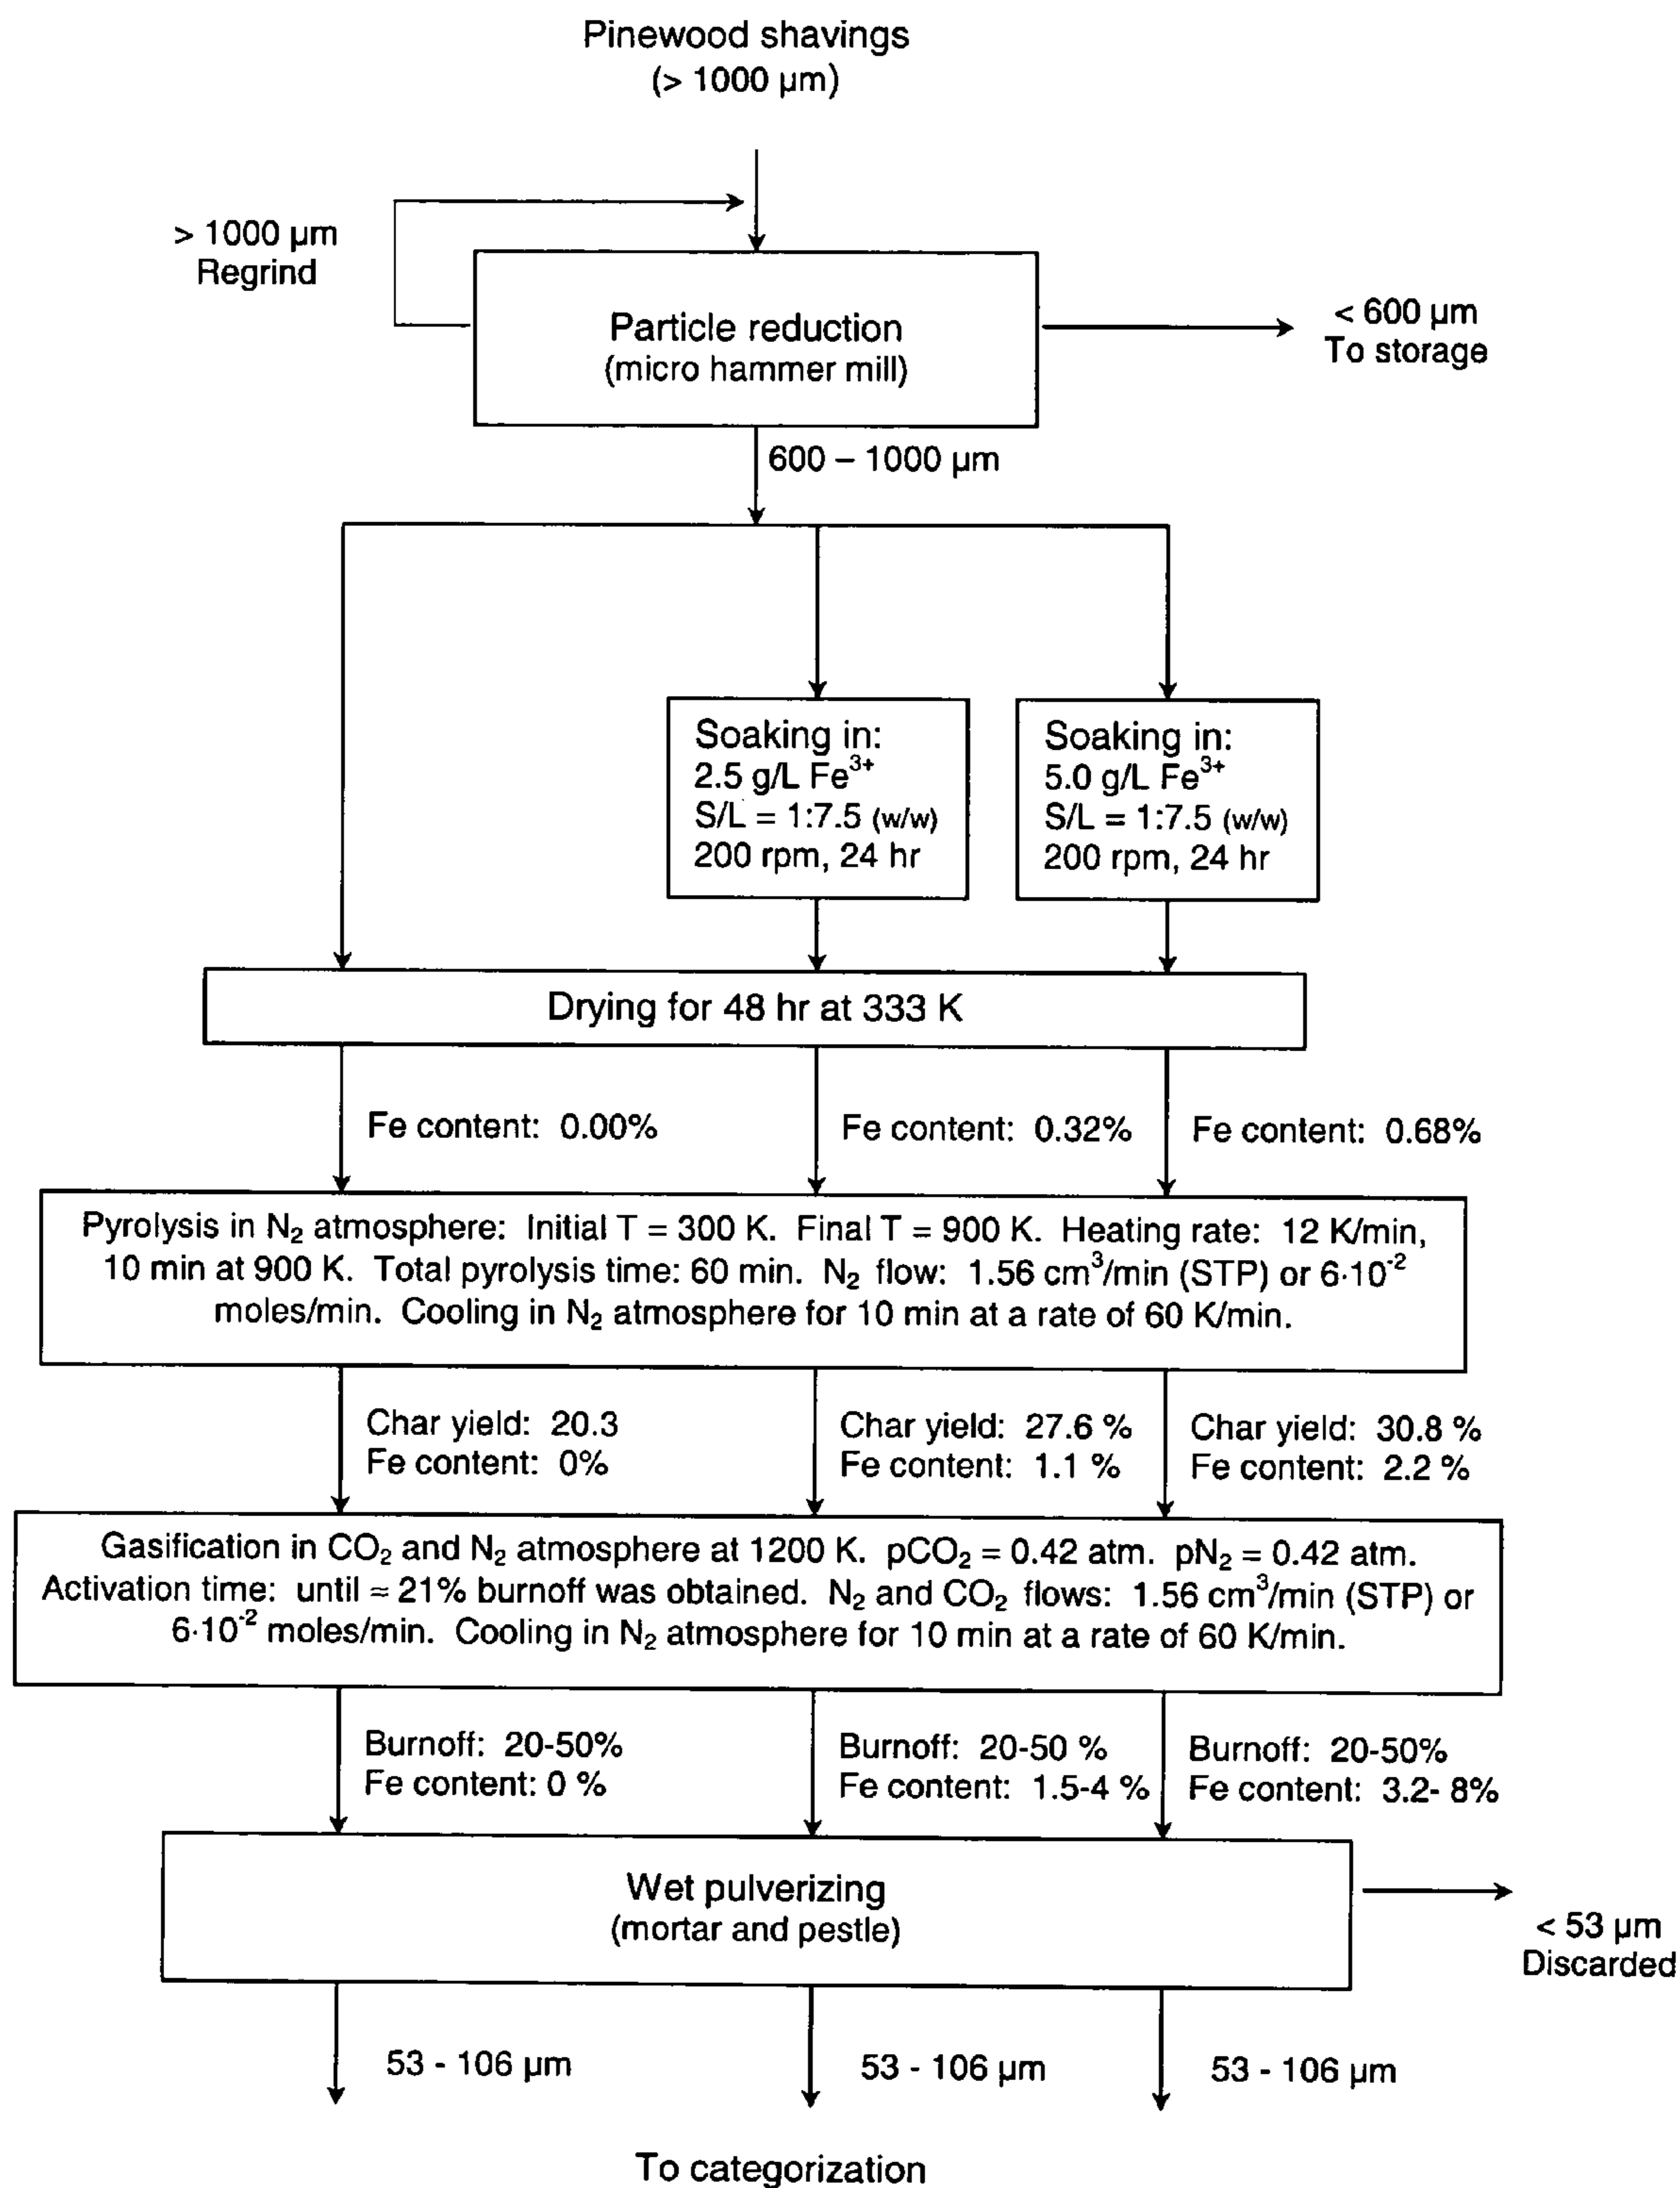 Pinewood shavings
(> 1000 µm)
> 1000 µm
Regrind
Particle reduction
(micro hammer mill)
< 600 µm
To storage
600 – 1000 µm
Soaking in:
2.5 g/L Fe³⁺
S/L = 1:7.5 (w/w)
200 rpm, 24 hr
Soaking in:
5.0 g/L Fe³⁺
S/L = 1:7.5 (w/w)
200 rpm, 24 hr
Drying for 48 hr at 333 K
Fe content: 0.00%
Fe content: 0.32%
Fe content: 0.68%
Pyrolysis in N₂ atmosphere: Initial T = 300 K. Final T = 900 K. Heating rate: 12 K/min,
10 min at 900 K. Total pyrolysis time: 60 min. N₂ flow: 1.56 cm³/min (STP) or 6·10⁻²
moles/min. Cooling in N₂ atmosphere for 10 min at a rate of 60 K/min.
Char yield: 20.3
Fe content: 0%
Char yield: 27.6 %
Fe content: 1.1 %
Char yield: 30.8 %
Fe content: 2.2 %
Gasification in CO₂ and N₂ atmosphere at 1200 K. pCO₂ = 0.42 atm. pN₂ = 0.42 atm.
Activation time: until ≈ 21% burnoff was obtained. N₂ and CO₂ flows: 1.56 cm³/min (STP) or
6·10⁻² moles/min. Cooling in N₂ atmosphere for 10 min at a rate of 60 K/min.
Burnoff: 20-50%
Fe content: 0 %
Burnoff: 20-50 %
Fe content: 1.5-4 %
Burnoff: 20-50%
Fe content: 3.2- 8%
Wet pulverizing
(mortar and pestle)
< 53 µm
Discarded
53 - 106 µm
53 - 106 µm
53 - 106 µm
To categorization